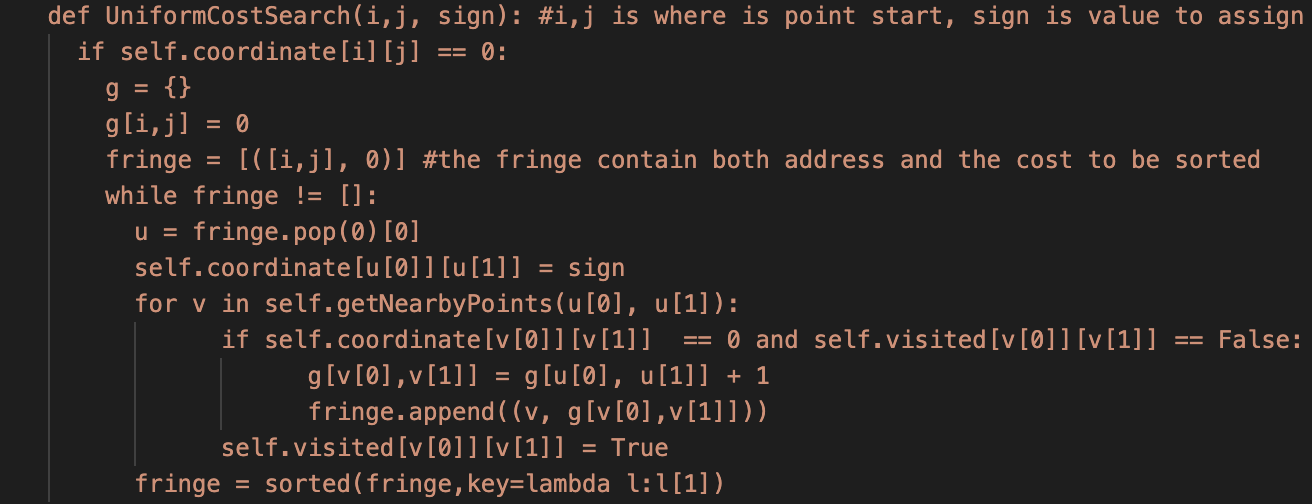 def UniformCostSearch(i,j, sign): #i,j is where is point start, sign is value to assign
if self.coordinate[i][j] == 0:
g = {}
g[i,j] = 0
fringe = [([i,j], 0)] #the fringe contain both address and the cost to be sorted
while fringe != []:
u = fringe.pop(0)[0]
self.coordinate[u[0]][u[1]] = sign
for v in self.getNearbyPoints(u[0], u[1]):
if self.coordinate[v[0]][v[1]]  == 0 and self.visited[v[0]][v[1]] == False:
g[v[0],v[1]] = g[u[0], u[1]] + 1
fringe.append((v, g[v[0],v[1]]))
self.visited[v[0]][v[1]] = True
fringe = sorted(fringe,key=lambda l:l[1])